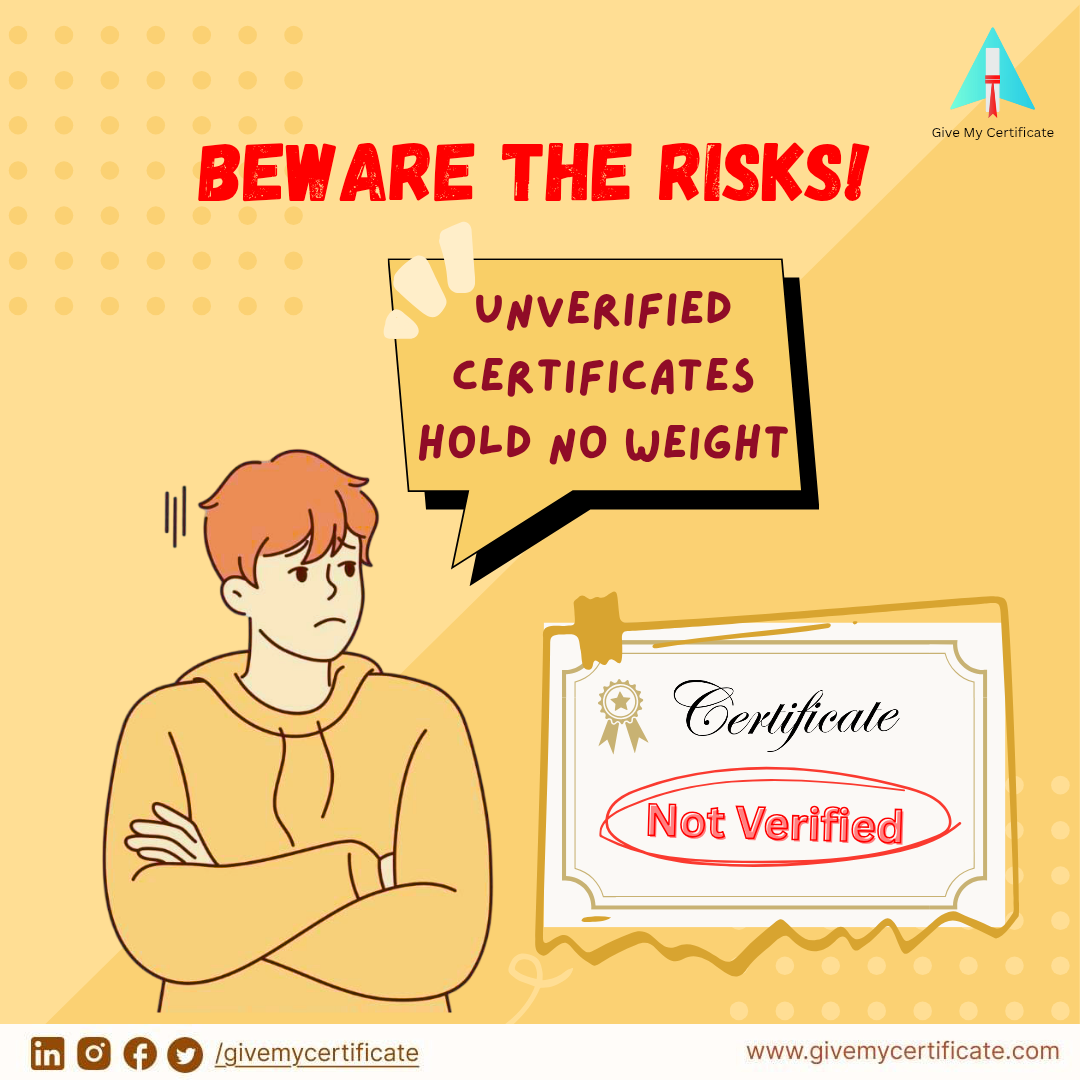 Give My Certificate
BEWARE THE RISKS!
UNVERIFIED
CERTIFICATES
HOLD NO WEIGHT
Certificate
Not Verified
/givemycertificate
www.givemycertificate.com